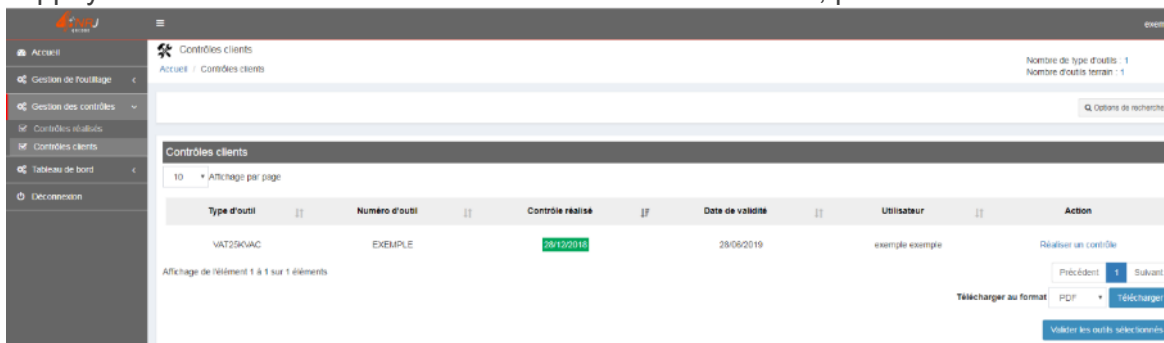 4 NRJ
exem
Accueil
Contrôles clients
Accueil / Contrôles clients
Nombre de type d'outils : 1
Nombre d'outils terrain : 1
Gestion de l'outillage
Gestion des contrôles
Options de recherche
Contrôles réalisés
Contrôles clients
Contrôles clients
Tableau de bord
10 Affichage par page
Déconnexion
Type d'outil Numéro d'outil Contrôle réalisé Date de validité Utilisateur Action
VAT25KVAC EXEMPLE 28/12/2018 28/06/2019 exemple exemple Réaliser un contrôle
Affichage de l'élément 1 à 1 sur 1 éléments
Précédent 1 Suivant
Télécharger au format PDF Télécharger
Valider les outils sélectionnés